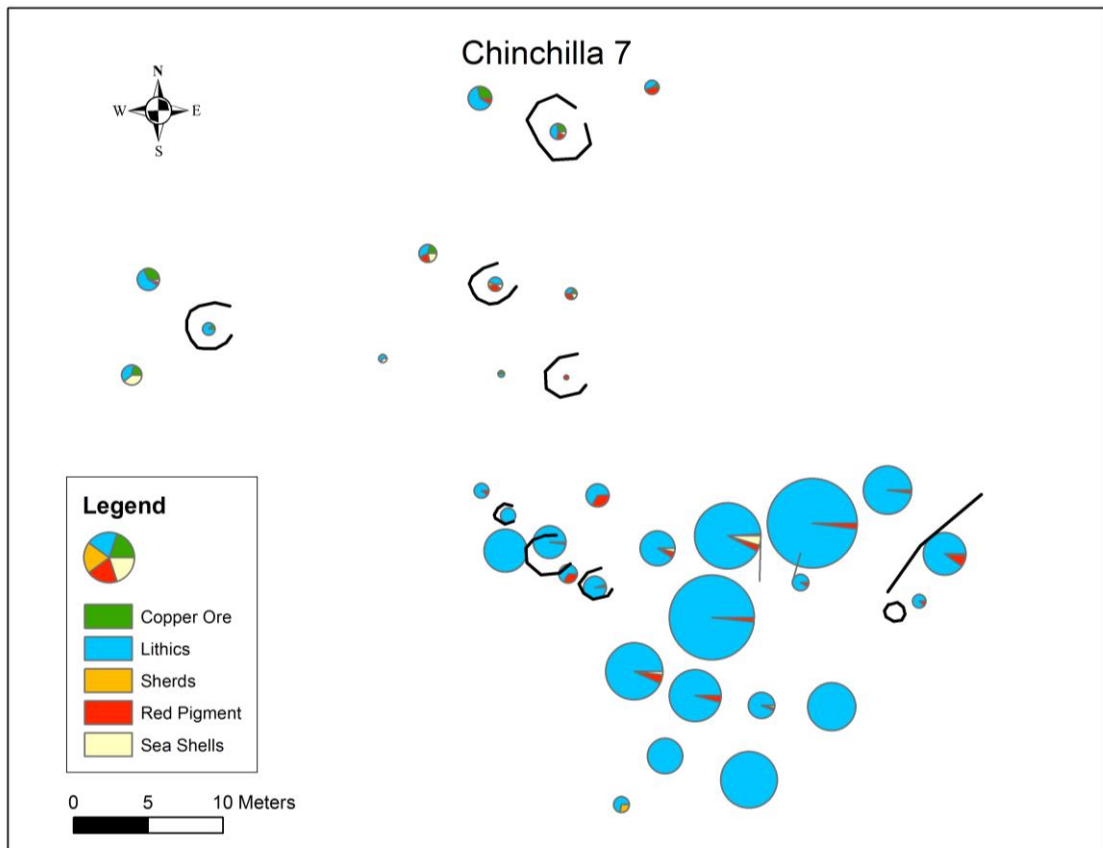 Chinchilla 7
N
W E
S
Legend
Copper Ore
Lithics
Sherds
Red Pigment
Sea Shells
0 5 10 Meters